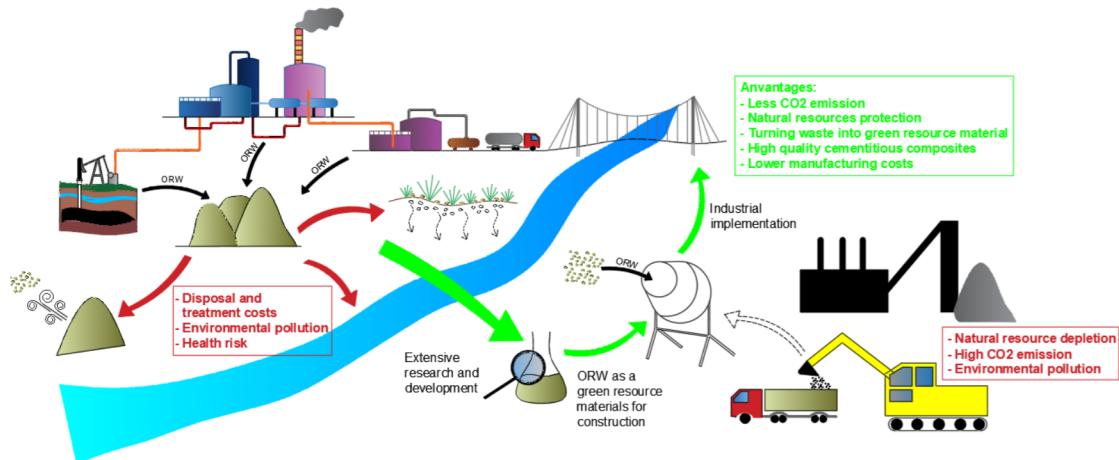 ORW
ORW
ORW
Anvantages:
- Less CO2 emission
- Natural resources protection
- Turning waste into green resource material
- High quality cementitious composites
- Lower manufacturing costs
Industrial
implementation
ORW
- Disposal and
treatment costs
- Environmental pollution
- Health risk
- Natural resource depletion
- High CO2 emission
- Environmental pollution
Extensive
research and
development
ORW as a
green resource
materials for
construction